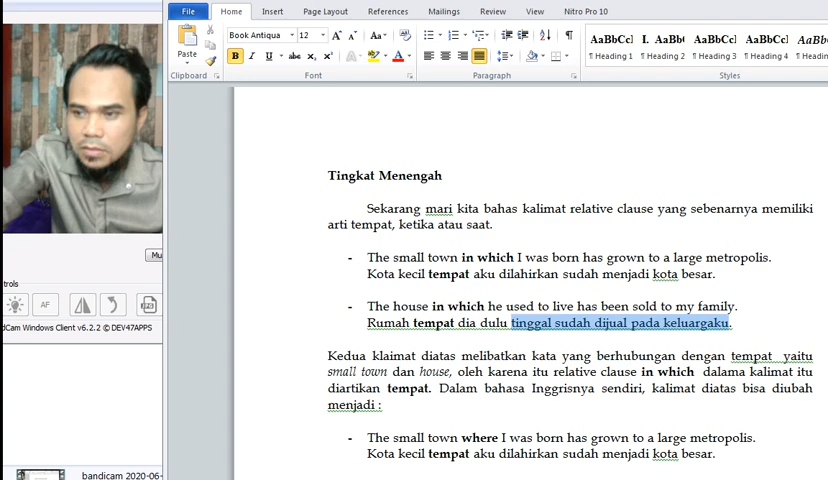 File Home Insert Page Layout References Mailings Review View Nitro Pro 10
Book Antiqua 12
Paste
AaBbCcI I. AaBb( AaBbCcI AaBbCcI AaBbC
Heading 1 Heading 2 Heading 3 Heading 4 Heading
Clipboard Font Paragraph Styles
Tingkat Menengah
Sekarang mari kita bahas kalimat relative clause yang sebenarnya memiliki
arti tempat, ketika atau saat.
- The small town in which I was born has grown to a large metropolis.
Kota kecil tempat aku dilahirkan sudah menjadi kota besar.
- The house in which he used to live has been sold to my family.
Rumah tempat dia dulu tinggal sudah dijual pada keluargaku.
Kedua klaimat diatas melibatkan kata yang berhubungan dengan tempat yaitu
small town dan house, oleh karena itu relative clause in which dalama kalimat itu
diartikan tempat. Dalam bahasa Inggrisnya sendiri, kalimat diatas bisa diubah
menjadi :
- The small town where I was born has grown to a large metropolis.
Kota kecil tempat aku dilahirkan sudah menjadi kota besar.
Mu
trols
AF
dCam Windows Client v6.2.2 © DEV47APPS
bandicam 2020-06-